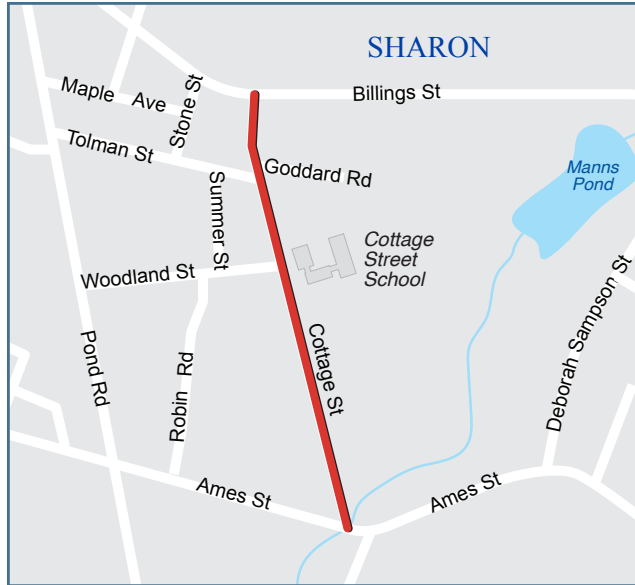 SHARON
Billings St
Maple Ave
Stone St
Tolman St
Goddard Rd
Manns
Pond
Summer St
Cottage
Street
School
Woodland St
Deborah Sampson St
Cottage St
Pond Rd
Robin Rd
Ames St
Ames St